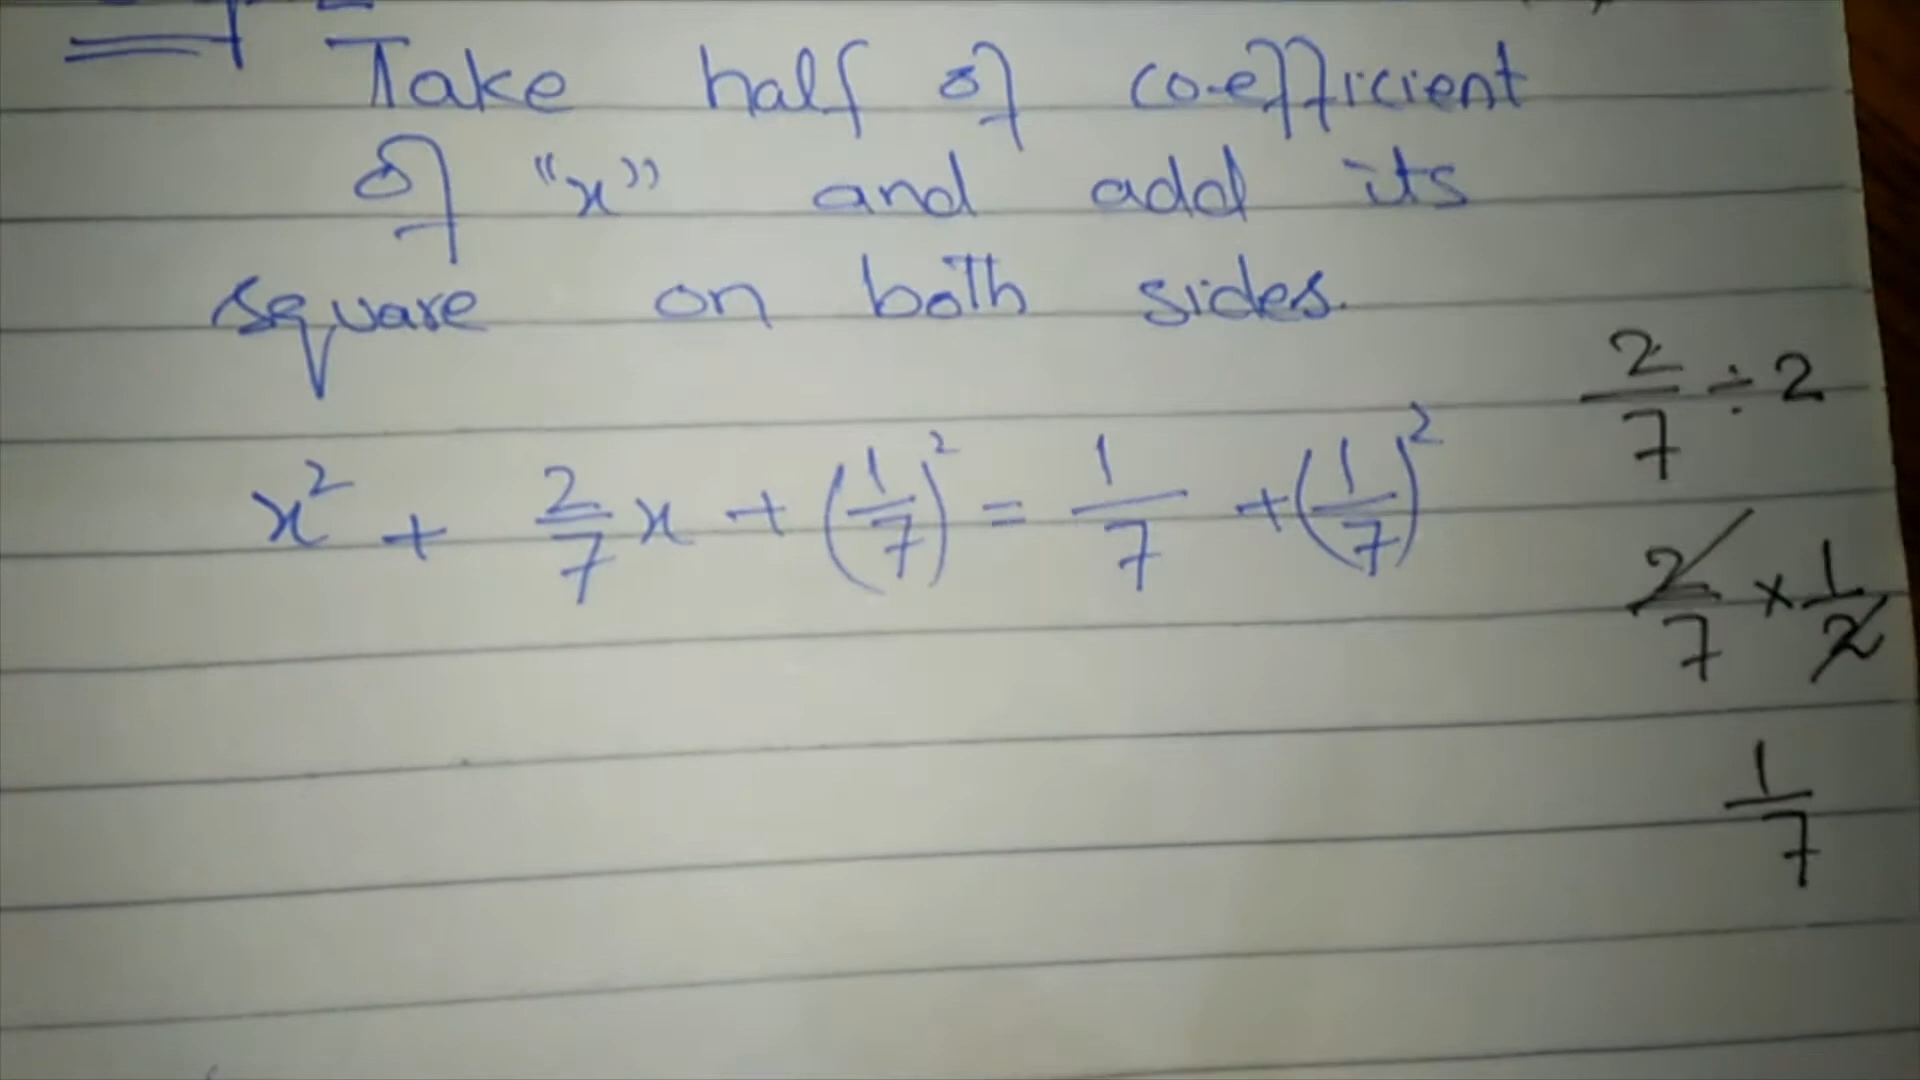 Take half of co-efficient
of "x" and add its
square on both sides.
x² + 2/7 x + (1/7)² = 1/7 + (1/7)²
2/7 ÷ 2
2/7 × 1/2
1/7